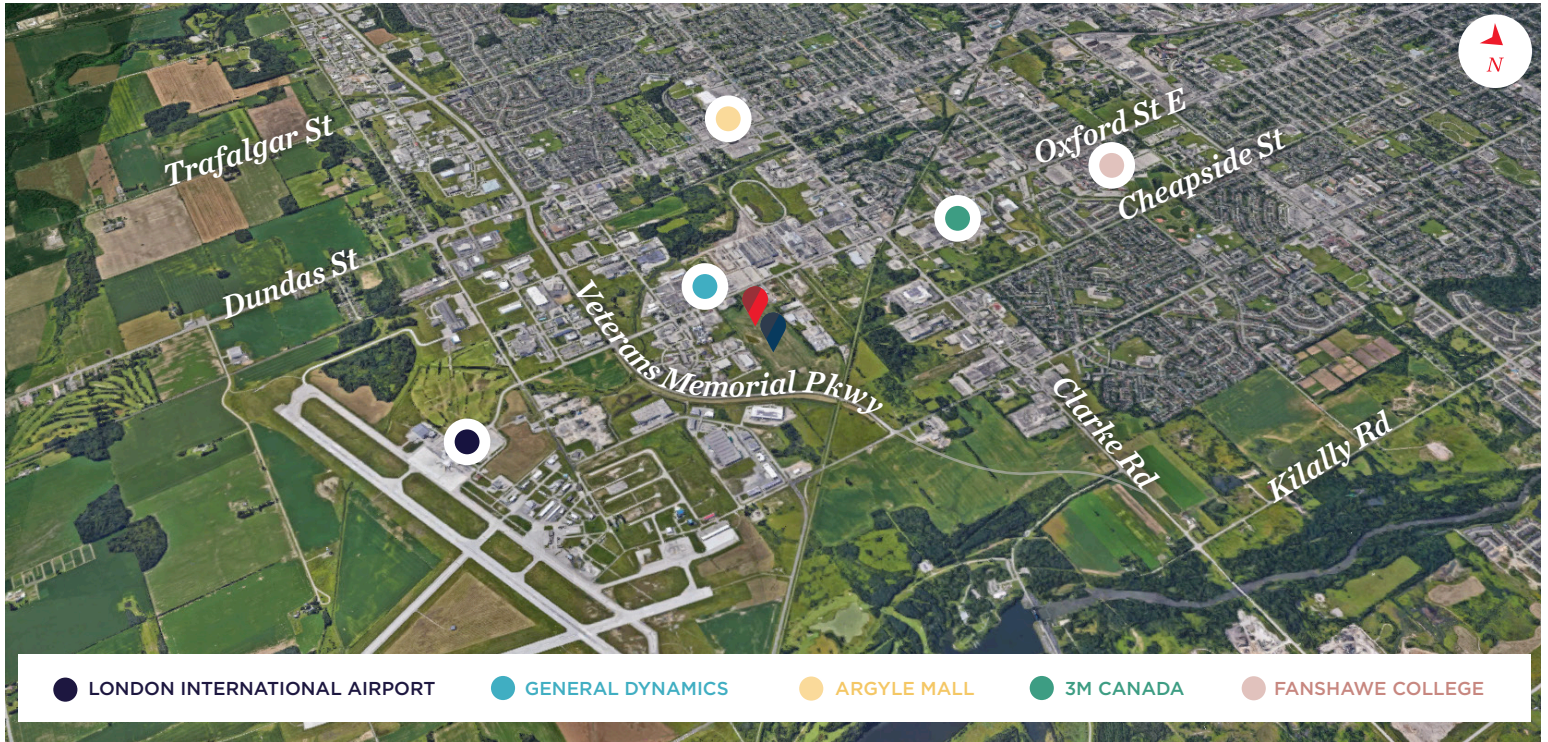 N
Oxford St E
Trafalgar St
Cheapside St
Dundas St
Veterans Memorial Pkwy
Clarke Rd
Kilally Rd
LONDON INTERNATIONAL AIRPORT
GENERAL DYNAMICS
ARGYLE MALL
3M CANADA
FANSHAWE COLLEGE